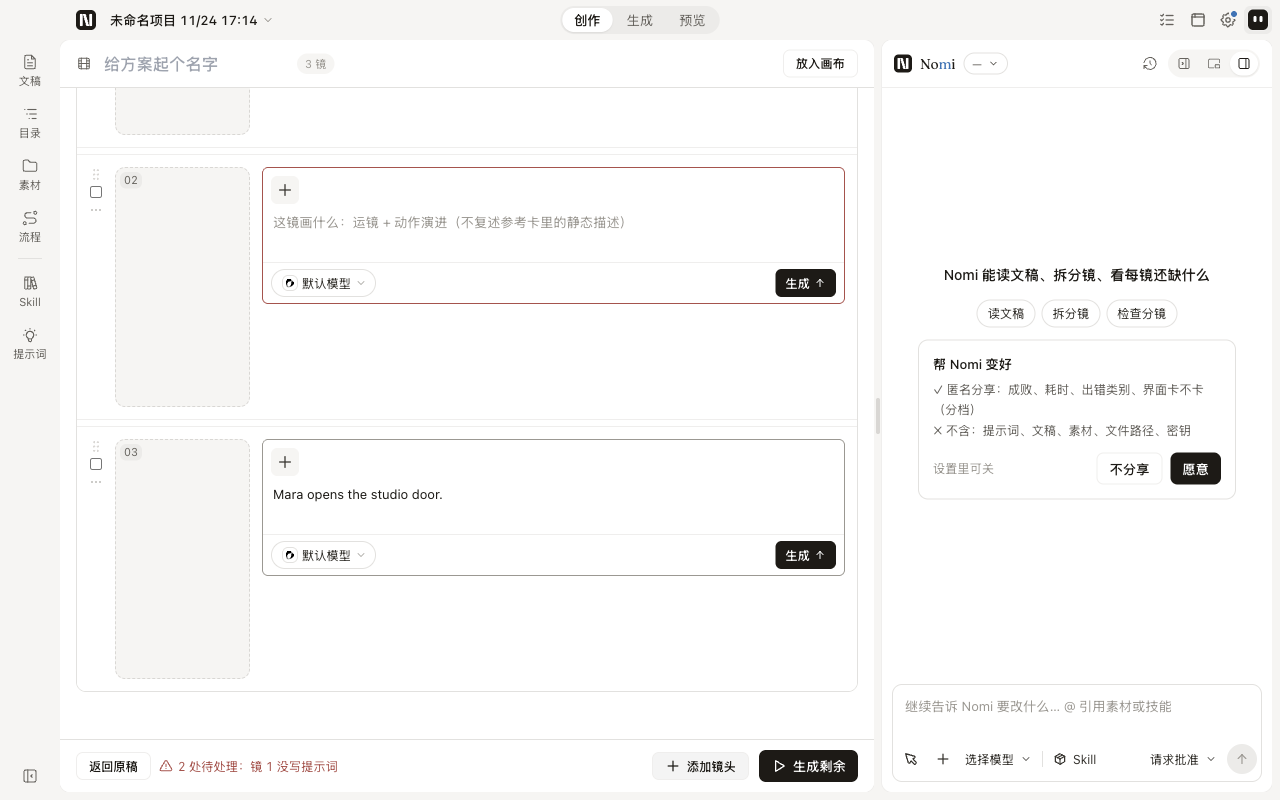 未命名项目 11/24 17:14
创作
生成
预览
文稿
目录
素材
流程
Skill
提示词
给方案起个名字
3 镜
放入画布
02
这镜画什么：运镜 + 动作演进（不复述参考卡里的静态描述）
默认模型
生成 ↑
03
Mara opens the studio door.
默认模型
生成 ↑
返回原稿
2 处待处理：镜 1 没写提示词
添加镜头
生成剩余
Nomi
—
Nomi 能读文稿、拆分镜、看每镜还缺什么
读文稿
拆分镜
检查分镜
帮 Nomi 变好
✓ 匿名分享：成败、耗时、出错类别、界面卡不卡
（分档）
✕ 不含：提示词、文稿、素材、文件路径、密钥
设置里可关
不分享
愿意
继续告诉 Nomi 要改什么... @ 引用素材或技能
选择模型
Skill
请求批准